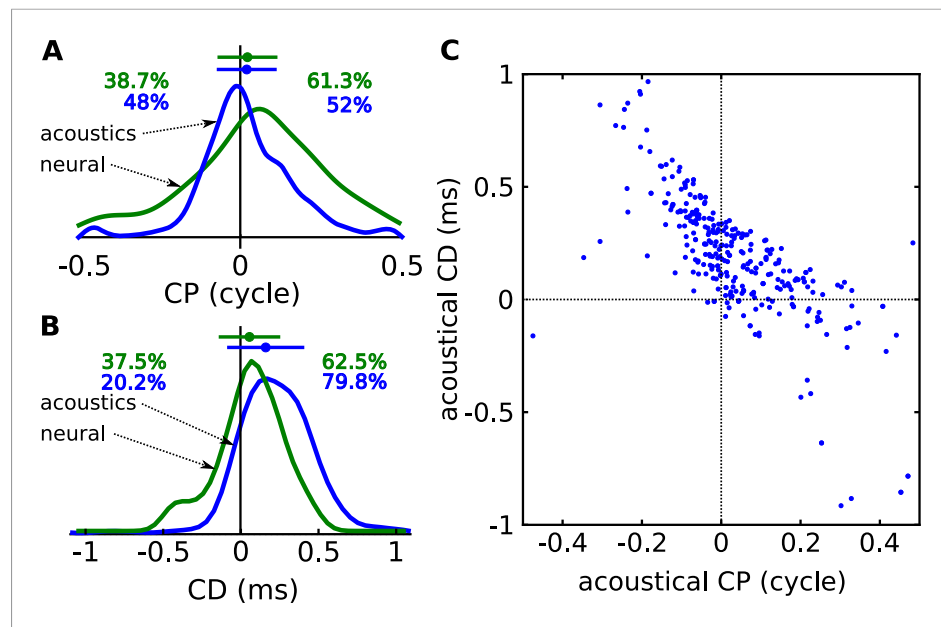 A
38.7%
61.3%
48%
52%
acoustics
neural
-0.5
0
0.5
CP (cycle)
B
37.5%
62.5%
20.2%
79.8%
acoustics
neural
-1
-0.5
0
0.5
1
CD (ms)
C
1
0.5
0
-0.5
-1
acoustical CD (ms)
-0.4
-0.2
0
0.2
0.4
acoustical CP (cycle)